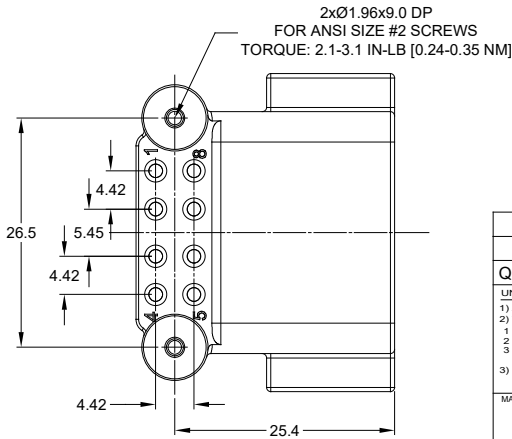 2xØ1.96x9.0 DP
FOR ANSI SIZE #2 SCREWS
TORQUE: 2.1-3.1 IN-LB [0.24-0.35 NM]
1
8
4.42
26.5
5.45
4.42
4
5
4.42
25.4
Q
UN
1)
2)
1
2
3
3)
MA